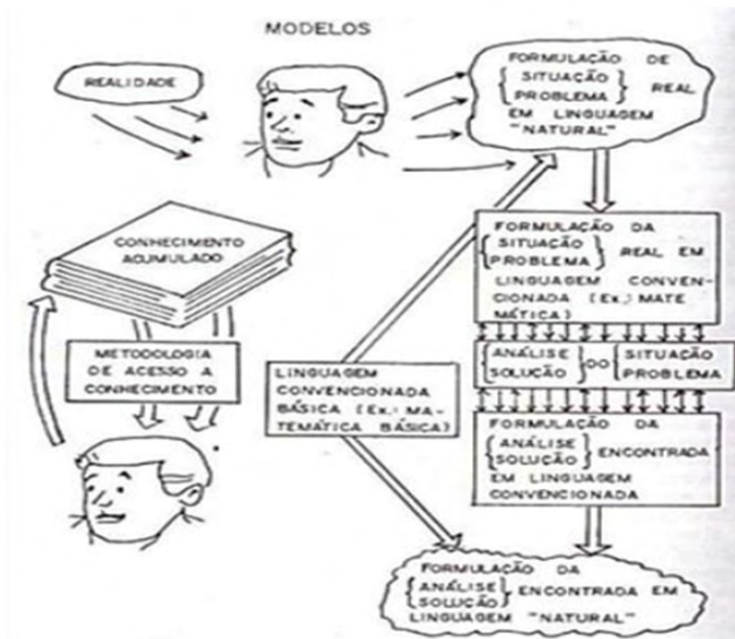 MODELOS
REALIDADE
FORMULAÇÃO DE
SITUAÇÃO
PROBLEMA
REAL
EM LINGUAGEM
"NATURAL"
CONHECIMENTO
ACUMULADO
METODOLOGIA
DE ACESSO A
CONHECIMENTO
LINGUAGEM
CONVENCIONADA
BÁSICA (EX.: MA-
TEMÁTICA BÁSICA)
FORMULAÇÃO DA
SITUAÇÃO
PROBLEMA
REAL EM
LINGUAGEM CONVEN-
CIONADA (EX.: MATE
MÁTICA)
ANÁLISE
SOLUÇÃO
DO
SITUAÇÃO
PROBLEMA
FORMULAÇÃO DA
ANÁLISE
SOLUÇÃO
ENCONTRADA
EM LINGUAGEM
CONVENCIONADA
FORMULAÇÃO DA
ANÁLISE
SOLUÇÃO
ENCONTRADA EM
LINGUAGEM "NATURAL"